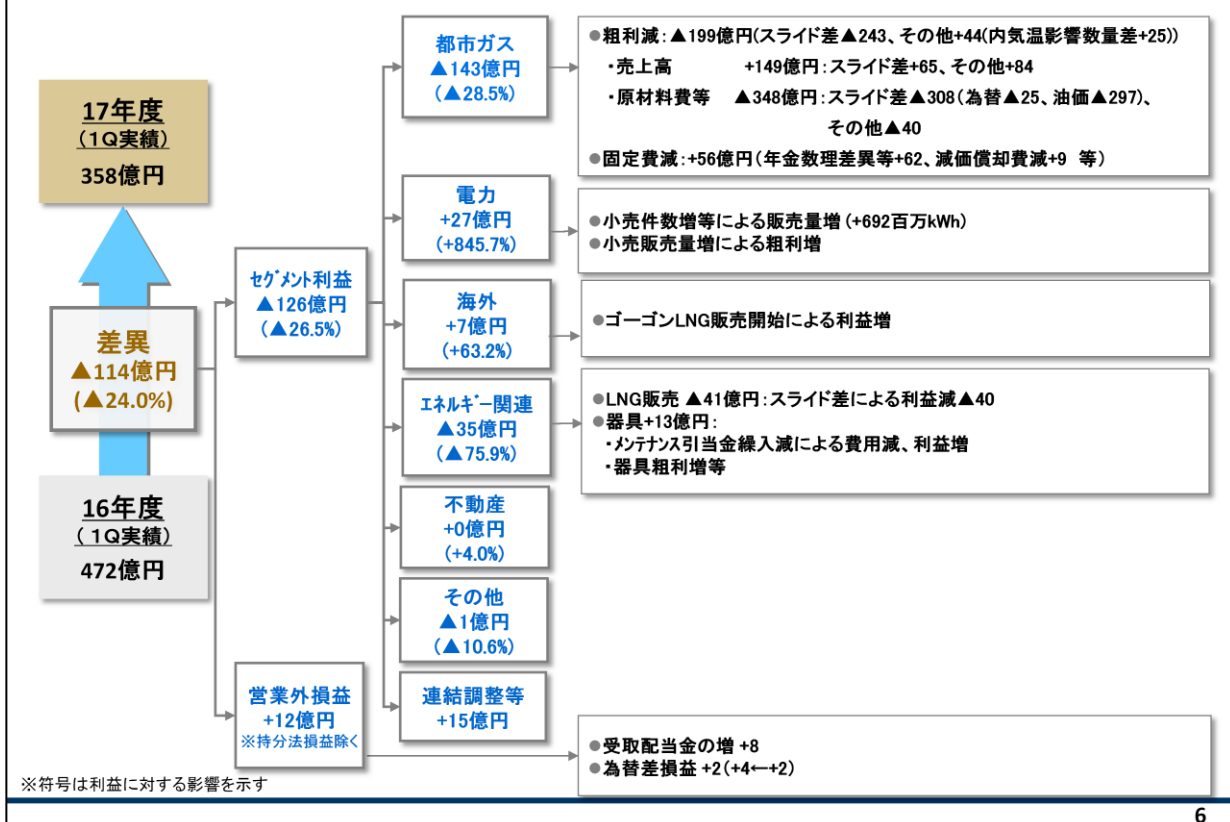 17年度
(1Q実績)
358億円
差異
▲114億円
(▲24.0%)
16年度
(1Q実績)
472億円
ｾｸﾞﾒﾝﾄ利益
▲126億円
(▲26.5%)
営業外損益
+12億円
※持分法損益除く
都市ガス
▲143億円
(▲28.5%)
電力
+27億円
(+845.7%)
海外
+7億円
(+63.2%)
ｴﾈﾙｷﾞｰ関連
▲35億円
(▲75.9%)
不動産
+0億円
(+4.0%)
その他
▲1億円
(▲10.6%)
連結調整等
+15億円
●粗利減:▲199億円(スライド差▲243、その他+44(内気温影響数量差+25))
・売上高 +149億円:スライド差+65、その他+84
・原材料費等 ▲348億円:スライド差▲308(為替▲25、油価▲297)、
その他▲40
●固定費減:+56億円(年金数理差異等+62、減価償却費減+9 等)
●小売件数増等による販売量増 (+692百万kWh)
●小売販売量増による粗利増
●ゴーゴンLNG販売開始による利益増
●LNG販売 ▲41億円:スライド差による利益減▲40
●器具+13億円:
・ﾒﾝﾃﾅﾝｽ引当金繰入減による費用減、利益増
・器具粗利増等
●受取配当金の増 +8
●為替差損益 +2(+4←+2)
※符号は利益に対する影響を示す
6